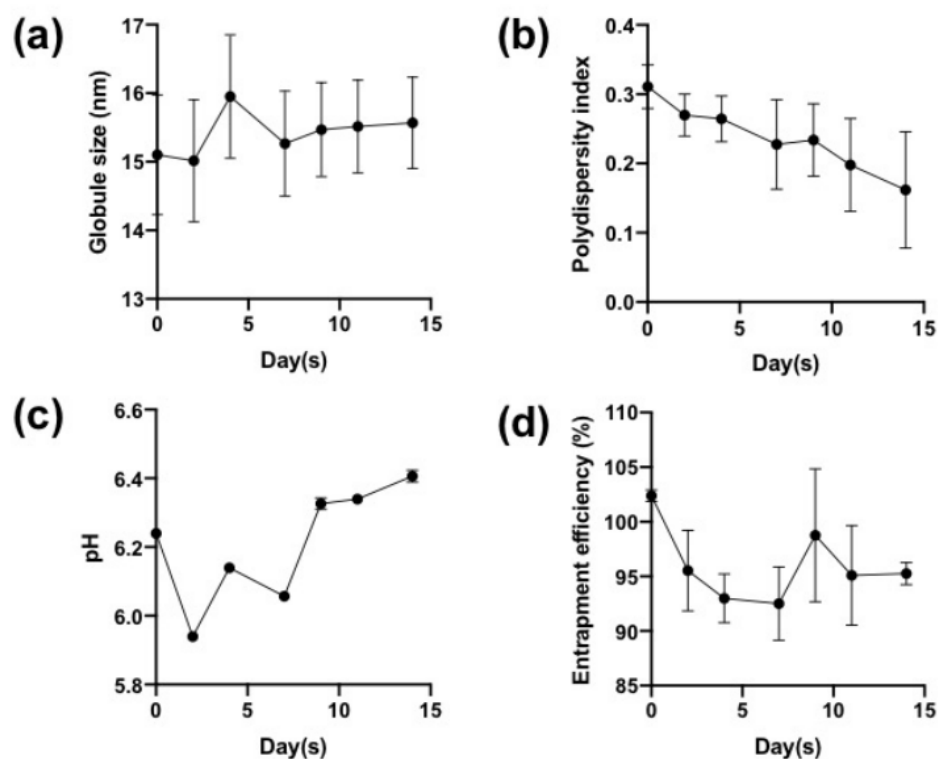 (a)
Globule size (nm)
17
16
15
14
13
0 5 10 15
Day(s)
(b)
Polydispersity index
0.4
0.3
0.2
0.1
0.0
0 5 10 15
Day(s)
(c)
pH
6.6
6.4
6.2
6.0
5.8
0 5 10 15
Day(s)
(d)
Entrapment efficiency (%)
110
105
100
95
90
85
0 5 10 15
Day(s)